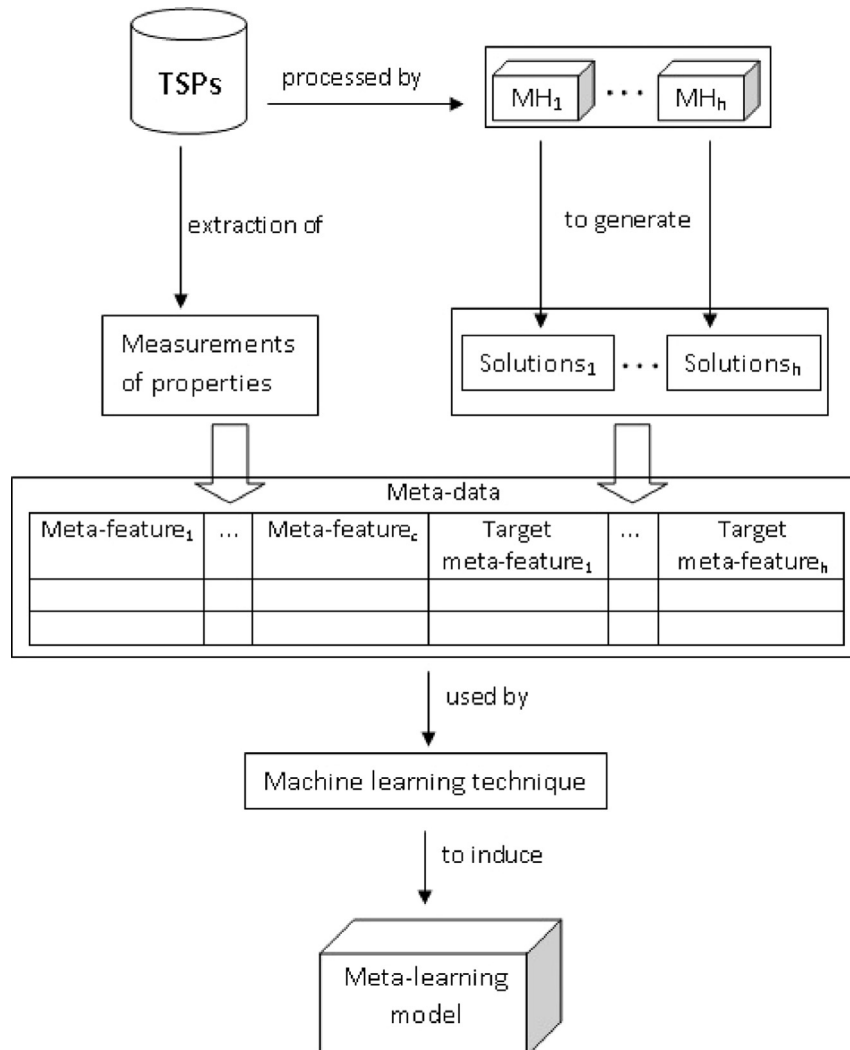 TSPs
processed by
MH₁ ... MHₕ
extraction of
to generate
Measurements
of properties
Solutions₁ ... Solutionsₕ
Meta-data
Meta-feature₁ ... Meta-feature꜀ Target meta-feature₁ ... Target meta-featureₕ
used by
Machine learning technique
to induce
Meta-learning
model